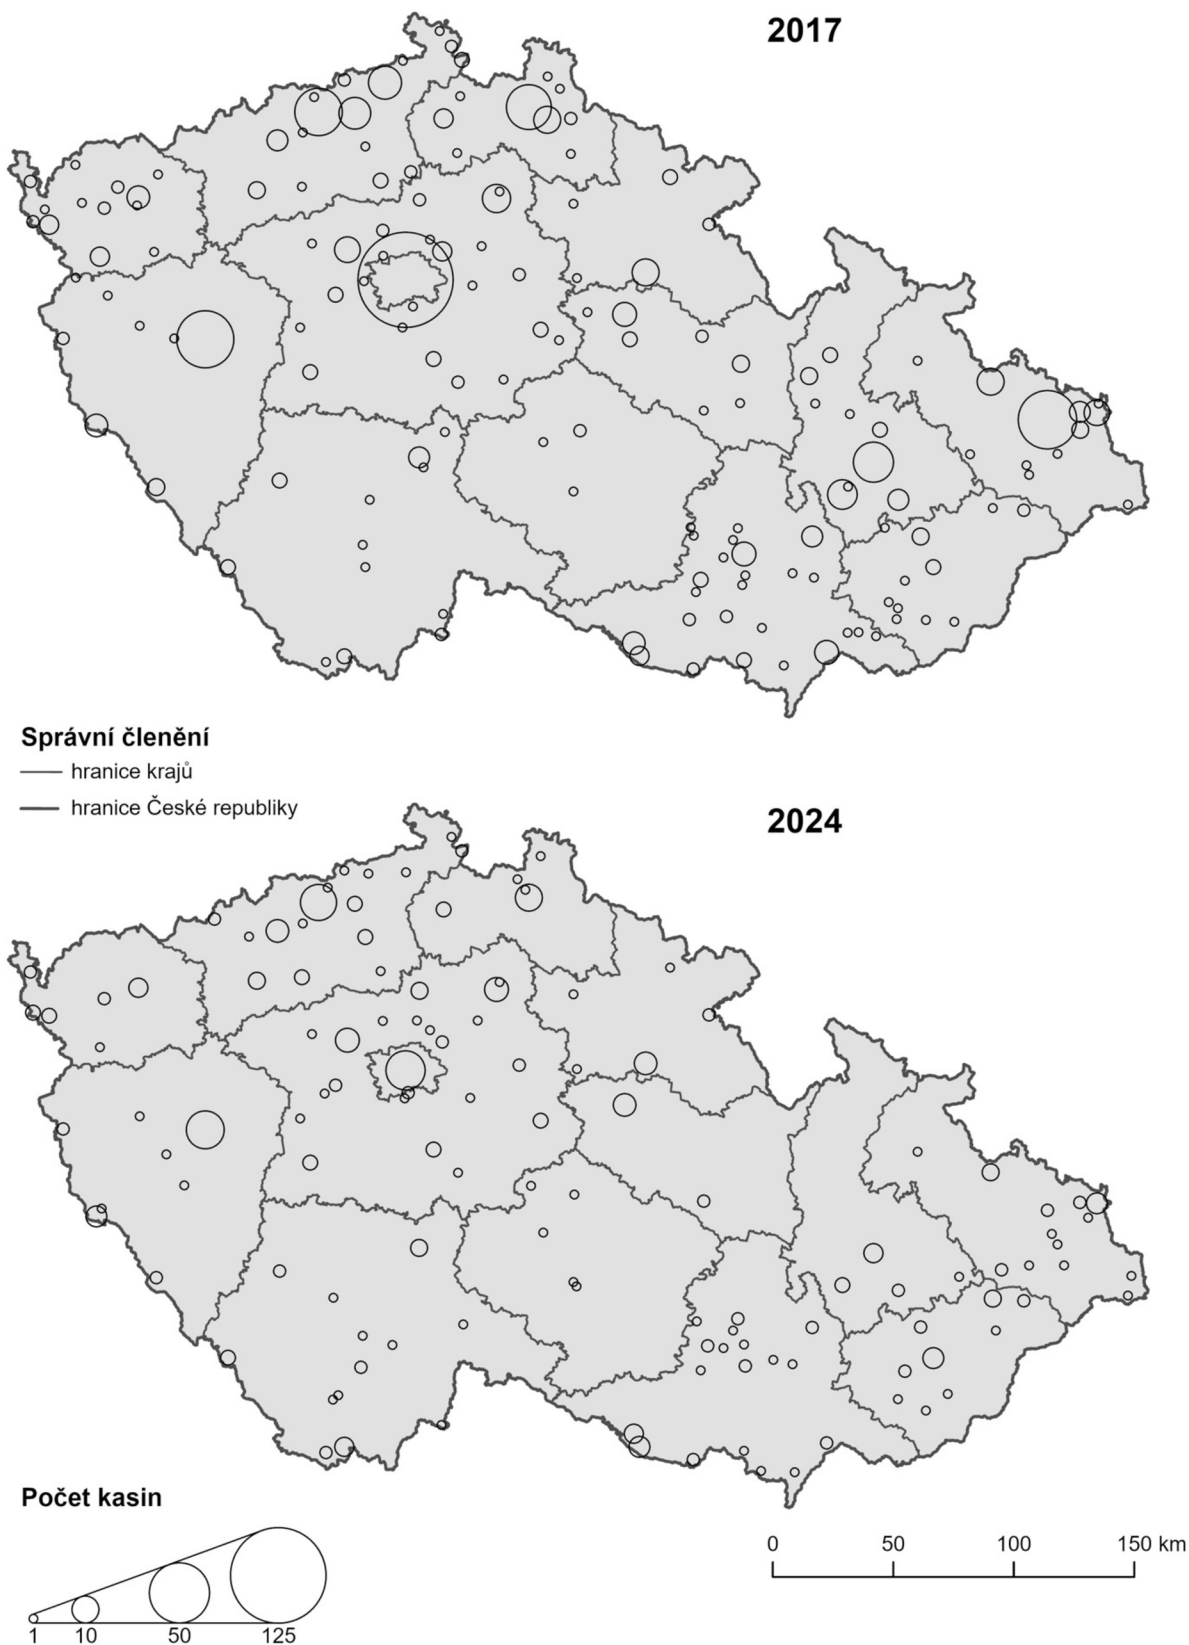 2017
Správní členění
hranice krajů
hranice České republiky
2024
Počet kasin
1 10 50 125
0 50 100 150 km